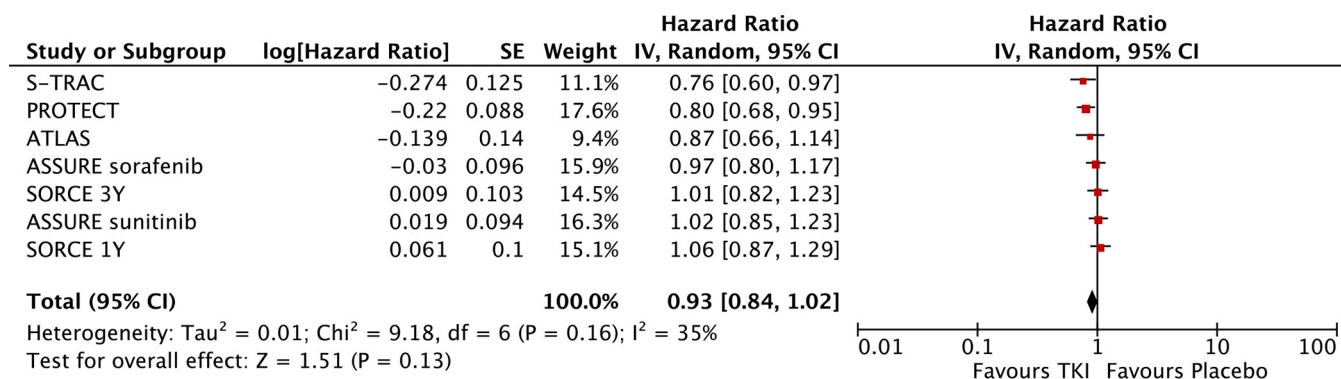 Hazard Ratio Hazard Ratio
Study or Subgroup log[Hazard Ratio] SE Weight IV, Random, 95% CI IV, Random, 95% CI
S-TRAC −0.274 0.125 11.1% 0.76 [0.60, 0.97]
PROTECT −0.22 0.088 17.6% 0.80 [0.68, 0.95]
ATLAS −0.139 0.14 9.4% 0.87 [0.66, 1.14]
ASSURE sorafenib −0.03 0.096 15.9% 0.97 [0.80, 1.17]
SORCE 3Y 0.009 0.103 14.5% 1.01 [0.82, 1.23]
ASSURE sunitinib 0.019 0.094 16.3% 1.02 [0.85, 1.23]
SORCE 1Y 0.061 0.1 15.1% 1.06 [0.87, 1.29]
Total (95% CI) 100.0% 0.93 [0.84, 1.02]
Heterogeneity: Tau² = 0.01; Chi² = 9.18, df = 6 (P = 0.16); I² = 35%
Test for overall effect: Z = 1.51 (P = 0.13)
0.01 0.1 1 10 100
Favours TKI Favours Placebo